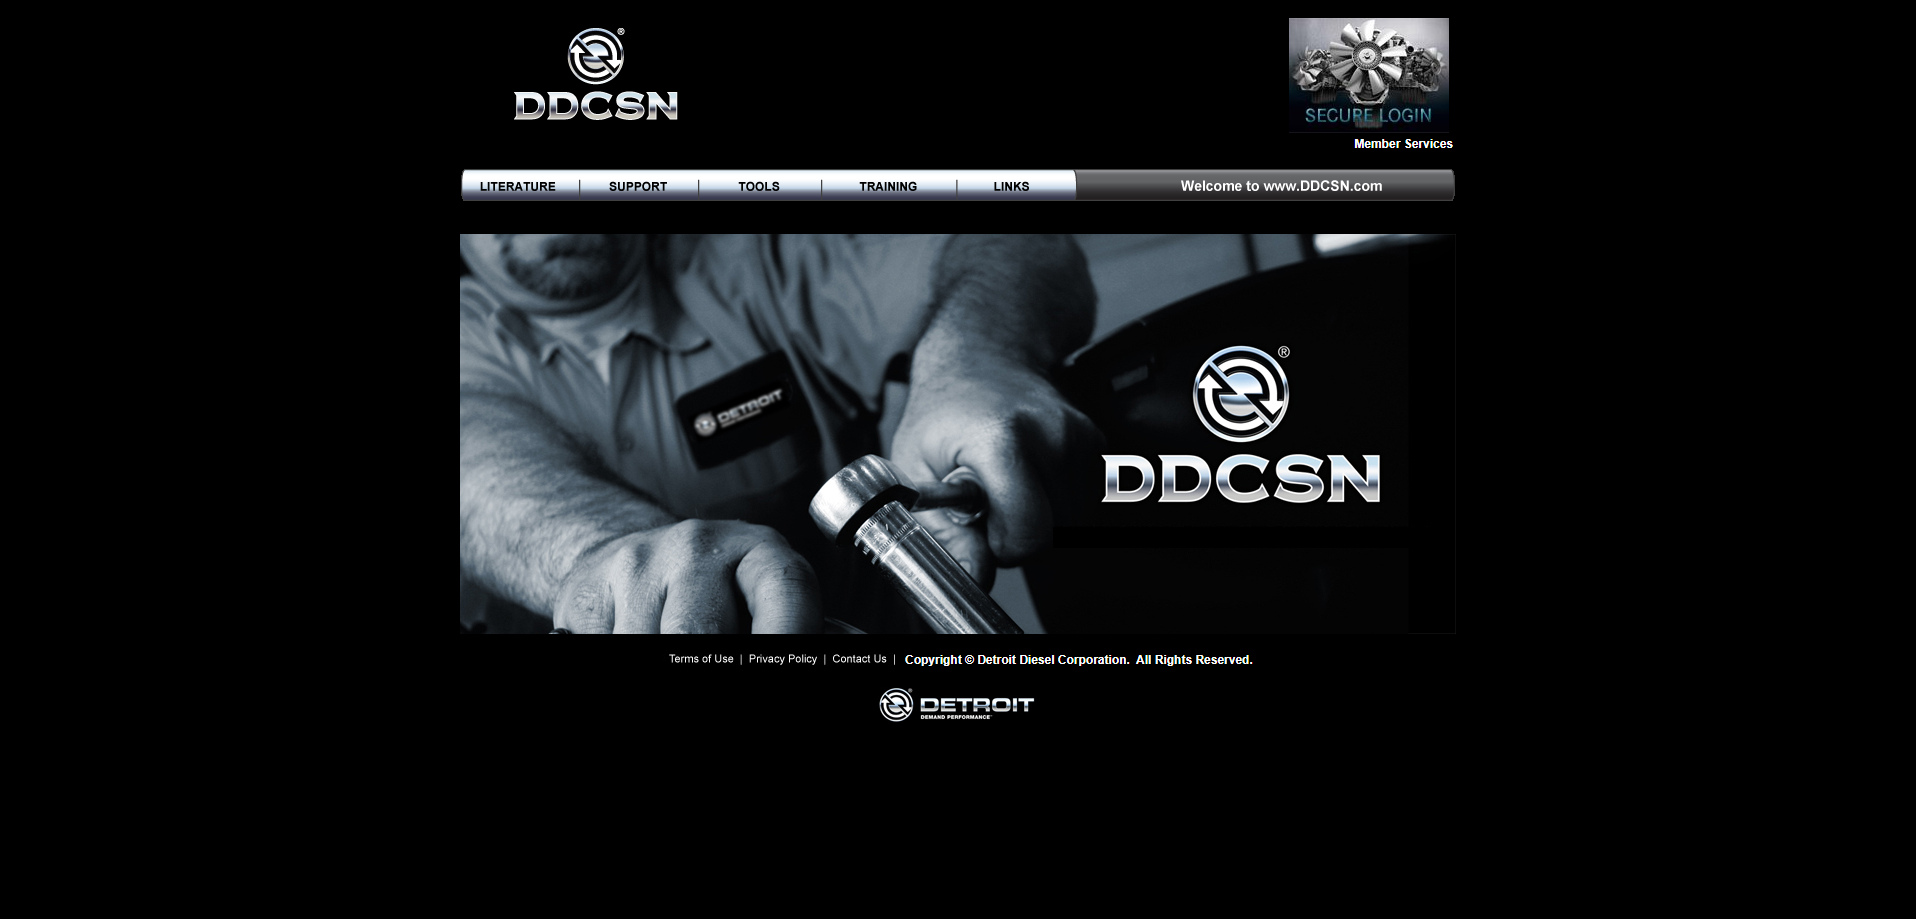 ®
DDCSN
SECURE LOGIN
Member Services
LITERATURE SUPPORT TOOLS TRAINING LINKS Welcome to www.DDCSN.com
®
DETROIT
DDCSN
Terms of Use | Privacy Policy | Contact Us | Copyright © Detroit Diesel Corporation. All Rights Reserved.
DETROIT
DEMAND PERFORMANCE